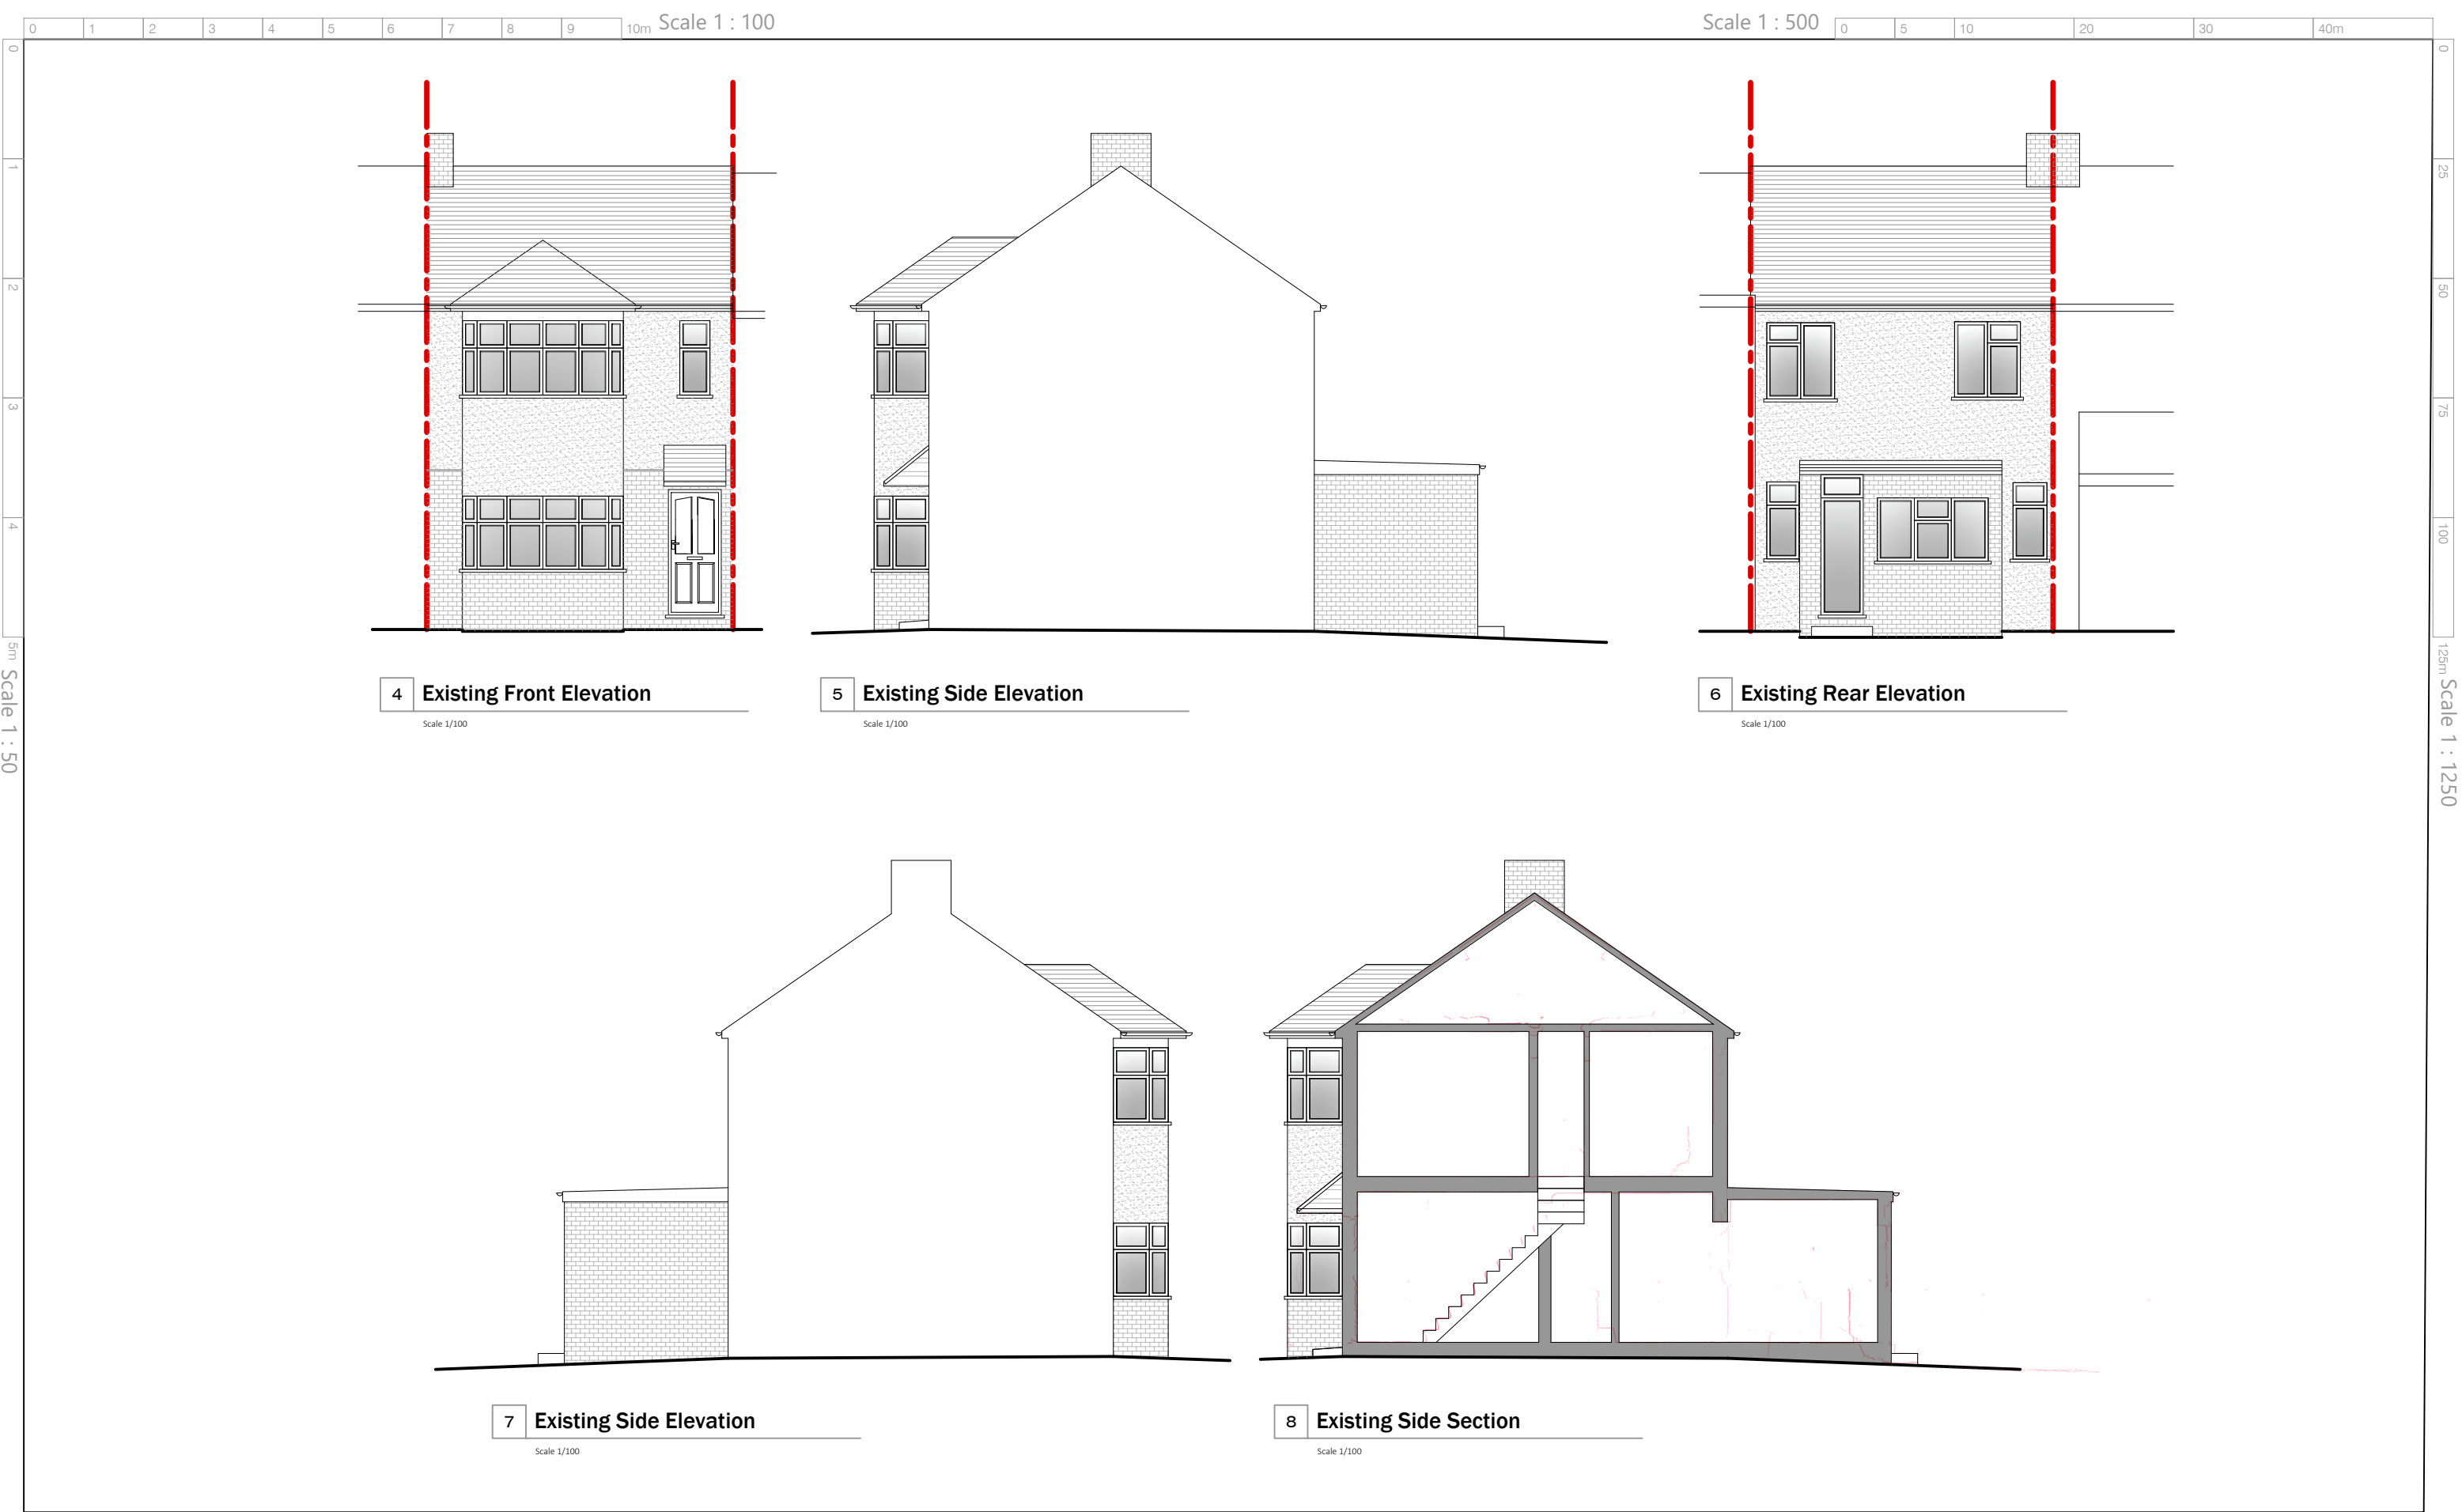 0 1 2 3 4 5 6 7 8 9 10m Scale 1 : 100
Scale 1 : 500 0 5 10 20 30 40m
0 1 2 3 4 5m Scale 1 : 50
0 25 50 75 100 125m Scale 1 : 1250
4 Existing Front Elevation
Scale 1/100
5 Existing Side Elevation
Scale 1/100
6 Existing Rear Elevation
Scale 1/100
7 Existing Side Elevation
Scale 1/100
8 Existing Side Section
Scale 1/100